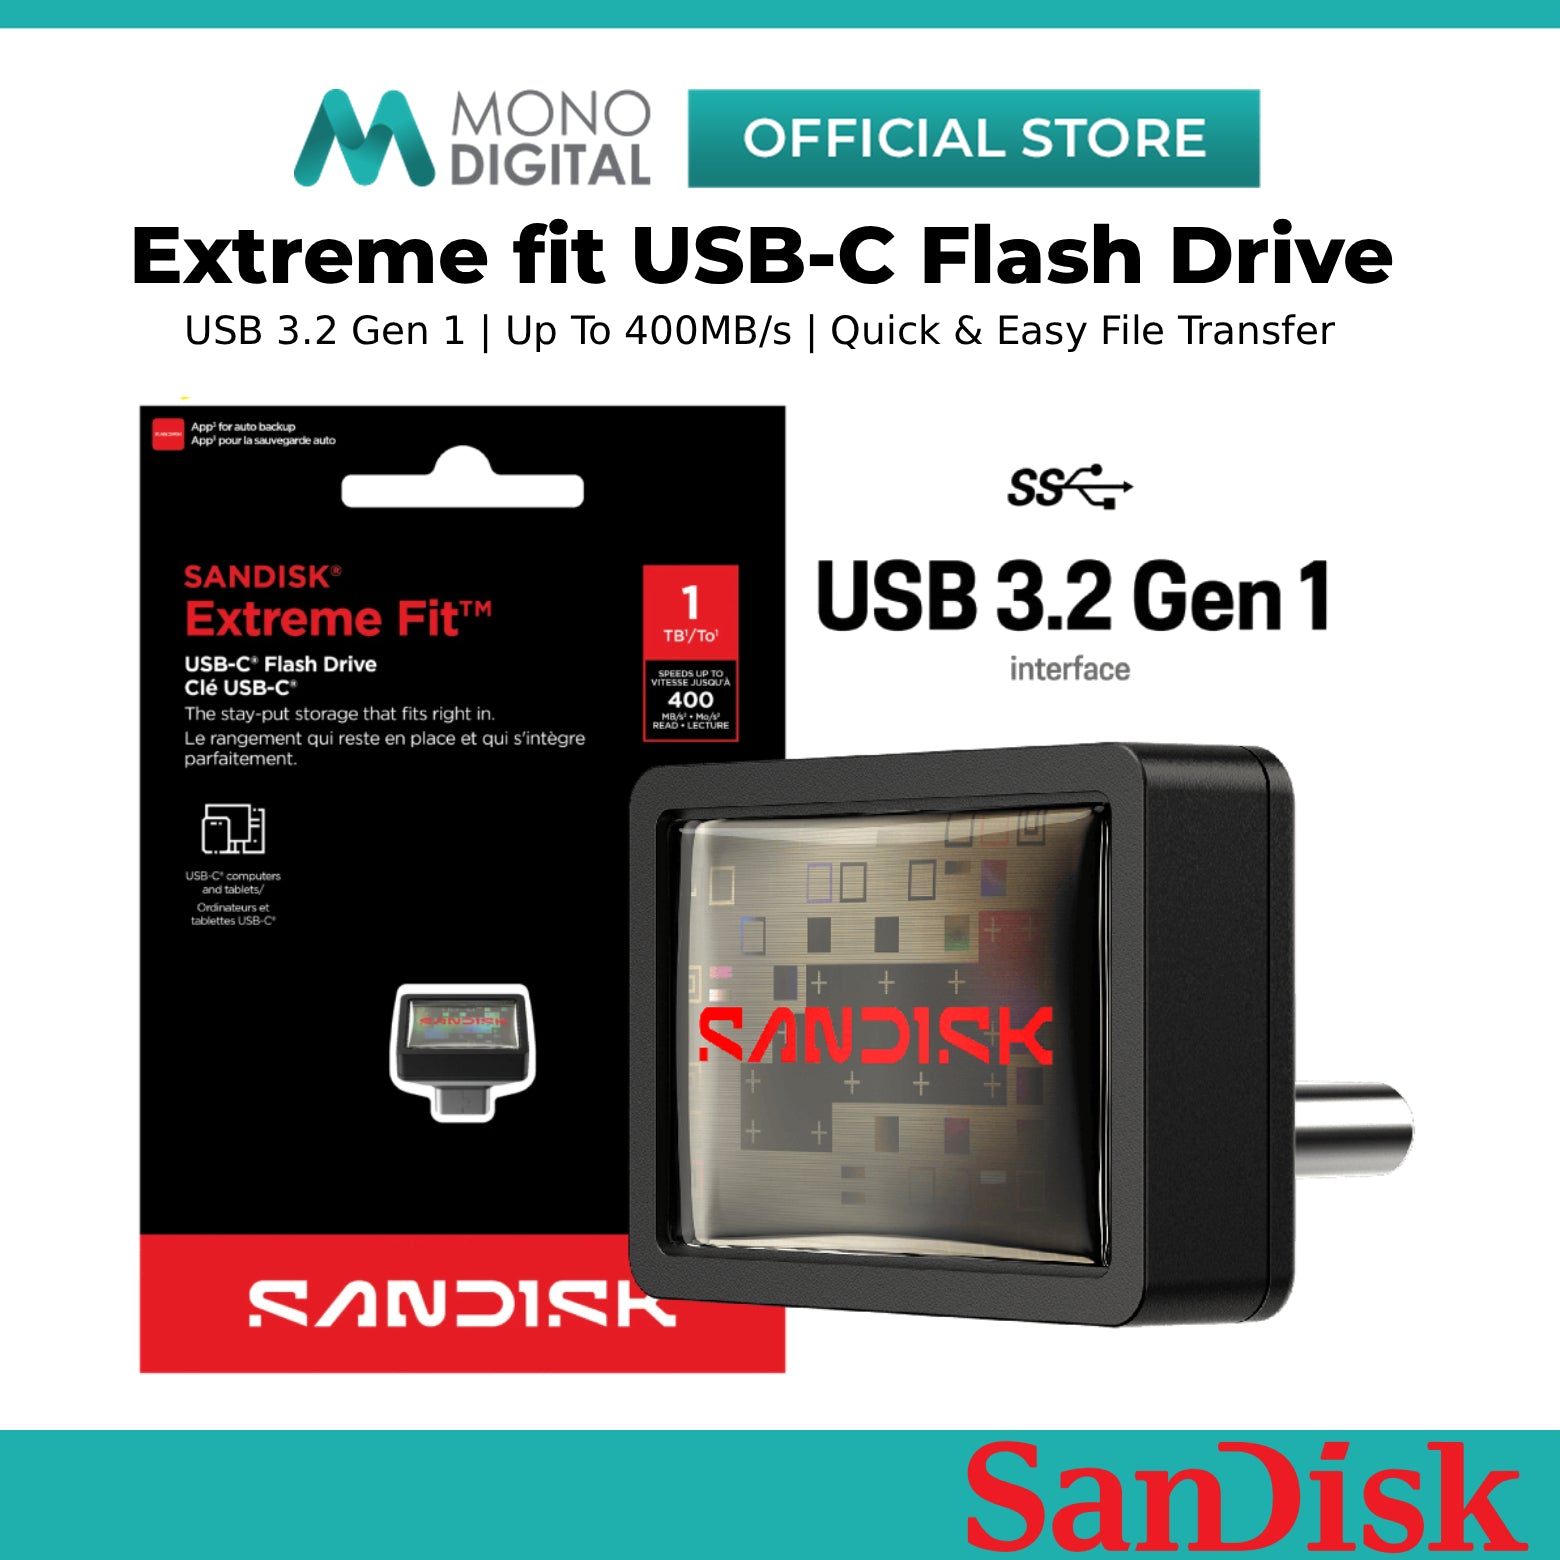 MONO
DIGITAL
OFFICIAL STORE
Extreme fit USB-C Flash Drive
USB 3.2 Gen 1 | Up To 400MB/s | Quick & Easy File Transfer
App¹ for auto backup
App¹ pour la sauvegarde auto
SANDISK®
Extreme Fit™
USB-C® Flash Drive
Clé USB-C®
The stay-put storage that fits right in.
Le rangement qui reste en place et qui s'intègre
parfaitement.
1
TB¹/To¹
SPEEDS UP TO
VITESSE JUSQU'À
400
MB/s² • Mo/s²
READ • LECTURE
USB-C® computers
and tablets/
Ordinateurs et
tablettes USB-C®
SANDISK
SANDISK
SS
USB 3.2 Gen 1
interface
SANDISK
SanDisk